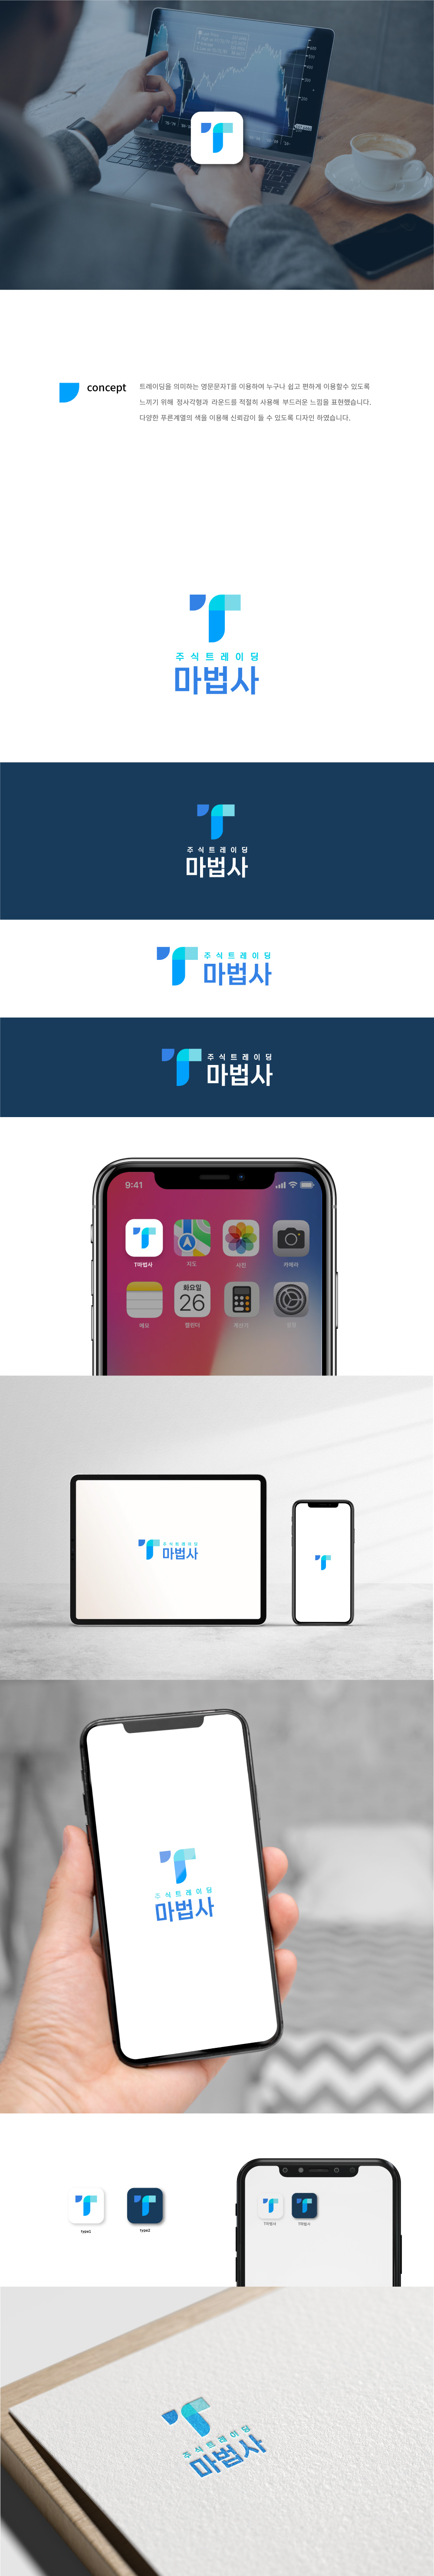 concept
트레이딩을 의미하는 영문문자T를 이용하여 누구나 쉽고 편하게 이용할수 있도록
느끼기 위해 정사각형과 라운드를 적절히 사용해 부드러운 느낌을 표현했습니다.
다양한 푸른계열의 색을 이용해 신뢰감이 들 수 있도록 디자인 하였습니다.
주식트레이딩
마법사
주식트레이딩
마법사
주식트레이딩
마법사
주식트레이딩
마법사
9:41
T마법사 지도 사진 카메라
화요일
26
메모 캘린더 계산기 설정
주식트레이딩
마법사
주식트레이딩
마법사
type1 type2
T마법사 T마법사
주식트레이딩
마법사